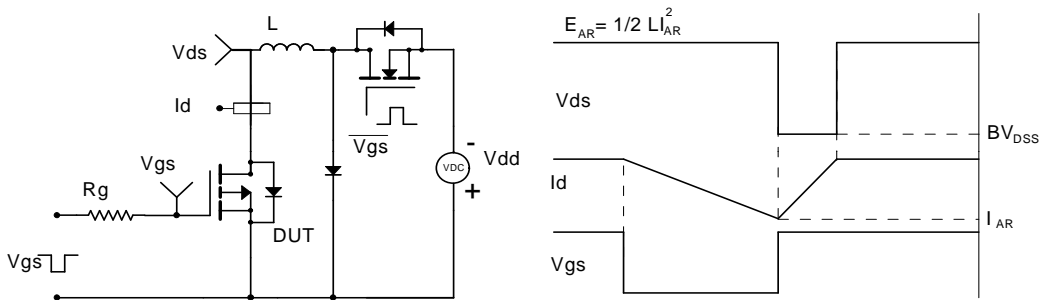 L
E_AR = 1/2 LI_AR^2
Vds
Id
Vgs
Vgs
Rg
DUT
Vgs
VDC
-
+
Vdd
Vds
BV_DSS
Id
I_AR
Vgs